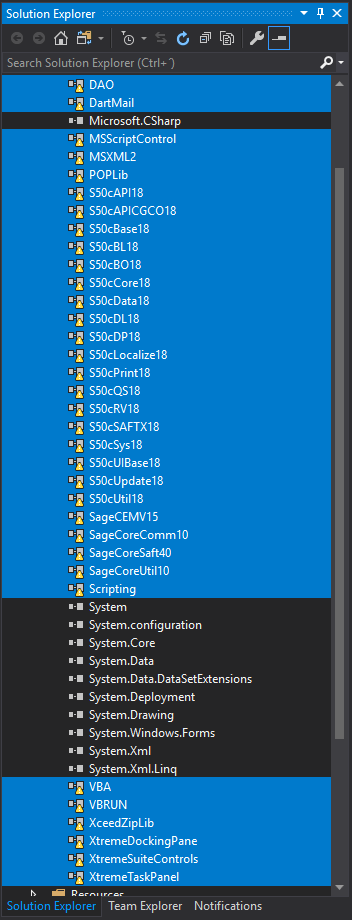 Solution Explorer
Search Solution Explorer (Ctrl+´)
DAO
DartMail
Microsoft.CSharp
MSScriptControl
MSXML2
POPLib
S50cAPI18
S50cAPICGCO18
S50cBase18
S50cBL18
S50cBO18
S50cCore18
S50cData18
S50cDL18
S50cDP18
S50cLocalize18
S50cPrint18
S50cQS18
S50cRV18
S50cSAFTX18
S50cSys18
S50cUIBase18
S50cUpdate18
S50cUtil18
SageCEMV15
SageCoreComm10
SageCoreSaft40
SageCoreUtil10
Scripting
System
System.configuration
System.Core
System.Data
System.Data.DataSetExtensions
System.Deployment
System.Drawing
System.Windows.Forms
System.Xml
System.Xml.Linq
VBA
VBRUN
XceedZipLib
XtremeDockingPane
XtremeSuiteControls
XtremeTaskPanel
Resources
Solution Explorer Team Explorer Notifications